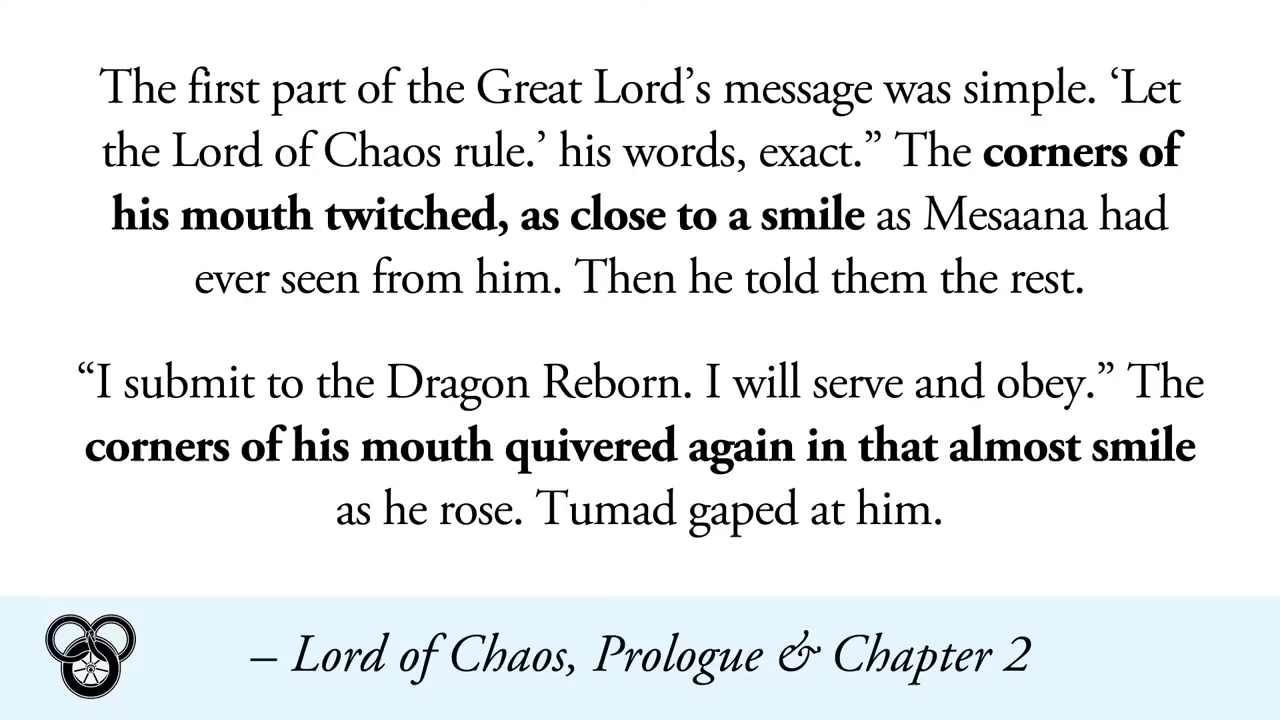 The first part of the Great Lord’s message was simple. ‘Let
the Lord of Chaos rule.’ his words, exact.” The corners of
his mouth twitched, as close to a smile as Mesaana had
ever seen from him. Then he told them the rest.
“I submit to the Dragon Reborn. I will serve and obey.” The
corners of his mouth quivered again in that almost smile
as he rose. Tumad gaped at him.
– Lord of Chaos, Prologue & Chapter 2